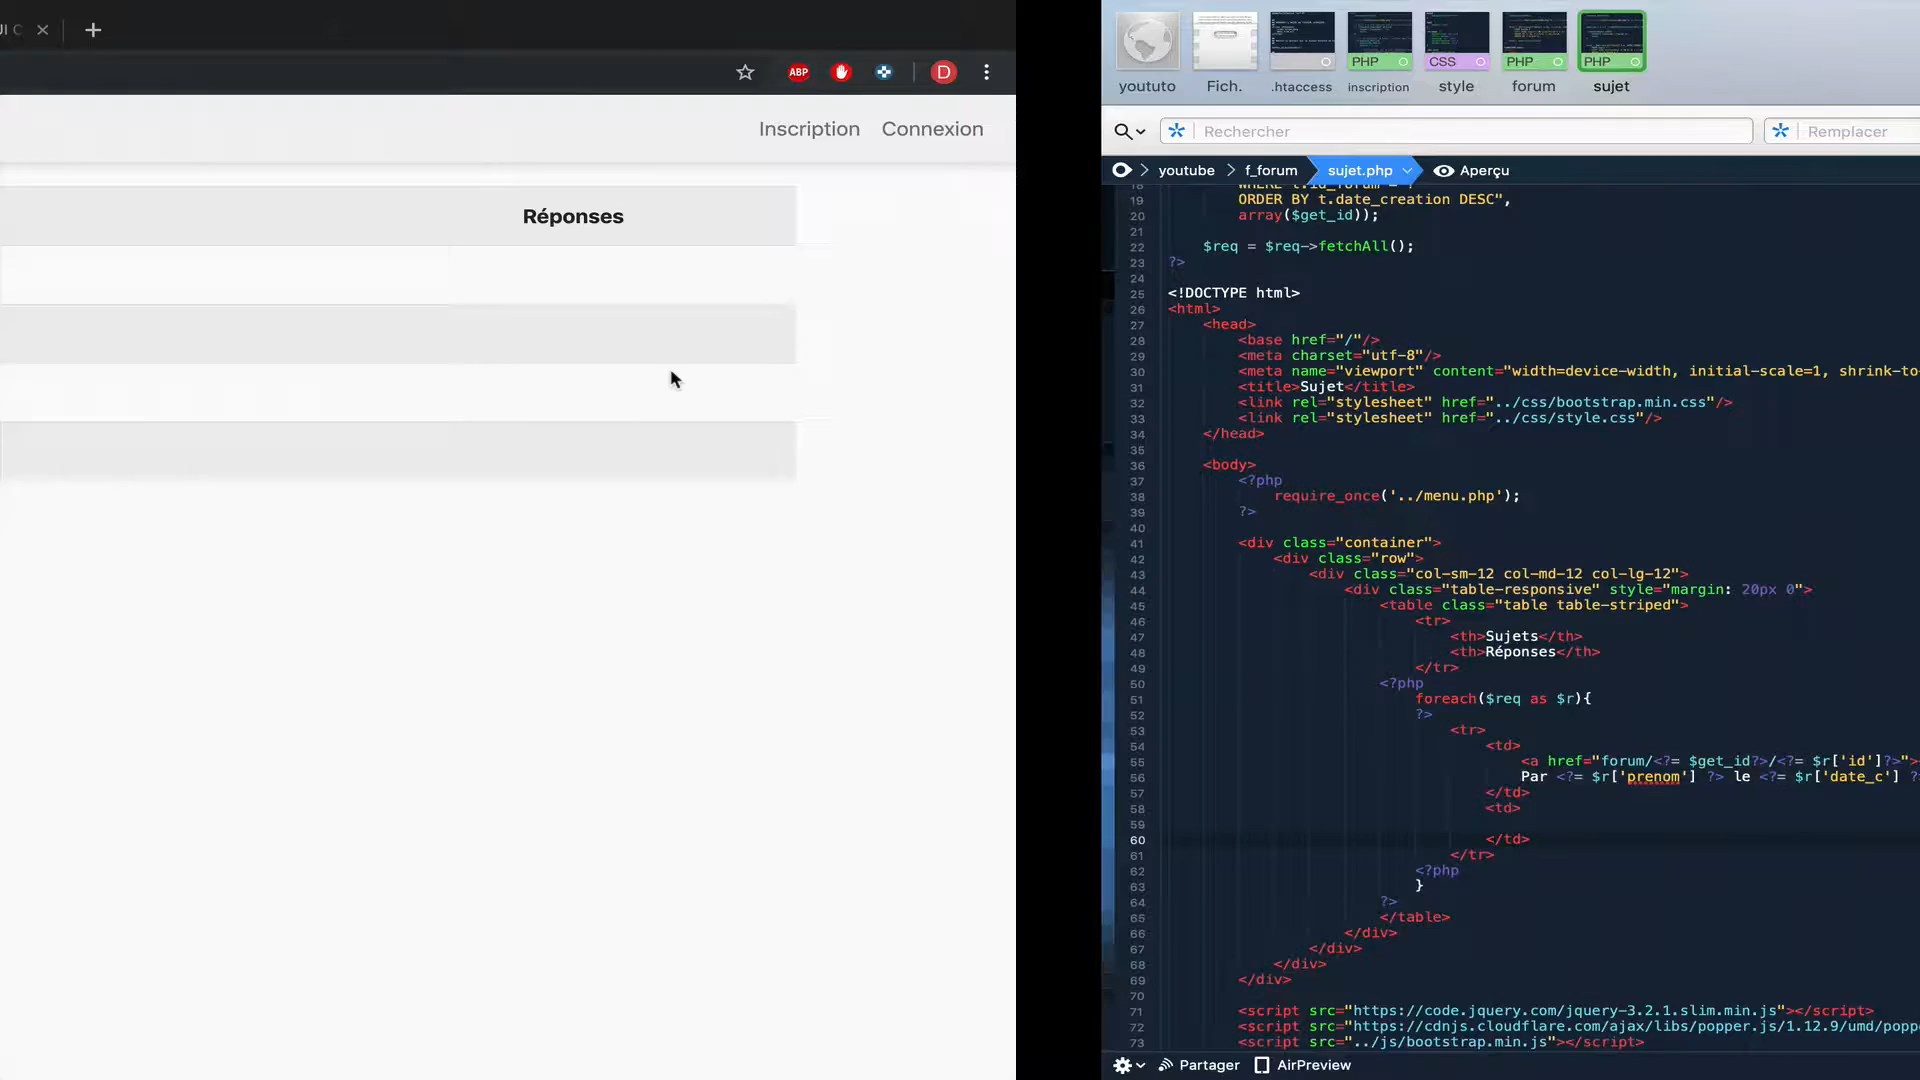 Inscription Connexion
Réponses
D
ABP
PHP
CSS
PHP
PHP
yoututo
Fich.
.htaccess
inscription
style
forum
sujet
Rechercher
Remplacer
youtube
f_forum
sujet.php
Aperçu
19 ORDER BY t.date_creation DESC",
20 array($get_id));
21
22 $req = $req->fetchAll();
23 ?>
24
25 <!DOCTYPE html>
26 <html>
27 <head>
28 <base href="/"/>
29 <meta charset="utf-8"/>
30 <meta name="viewport" content="width=device-width, initial-scale=1, shrink-to
31 <title>Sujet</title>
32 <link rel="stylesheet" href="../css/bootstrap.min.css"/>
33 <link rel="stylesheet" href="../css/style.css"/>
34 </head>
35
36 <body>
37 <?php
38 require_once('../menu.php');
39 ?>
40
41 <div class="container">
42 <div class="row">
43 <div class="col-sm-12 col-md-12 col-lg-12">
44 <div class="table-responsive" style="margin: 20px 0">
45 <table class="table table-striped">
46 <tr>
47 <th>Sujets</th>
48 <th>Réponses</th>
49 </tr>
50 <?php
51 foreach($req as $r){
52 ?>
53 <tr>
54 <td>
55 <a href="forum/<?= $get_id?>/<?= $r['id']?>">
56 Par <?= $r['prenom'] ?> le <?= $r['date_c'] ?
57 </td>
58 <td>
59
60 </td>
61 </tr>
62 <?php
63 }
64 ?>
65 </table>
66 </div>
67 </div>
68 </div>
69 </div>
70
71 <script src="https://code.jquery.com/jquery-3.2.1.slim.min.js"></script>
72 <script src="https://cdnjs.cloudflare.com/ajax/libs/popper.js/1.12.9/umd/poppe
73 <script src="../js/bootstrap.min.js"></script>
Partager
AirPreview